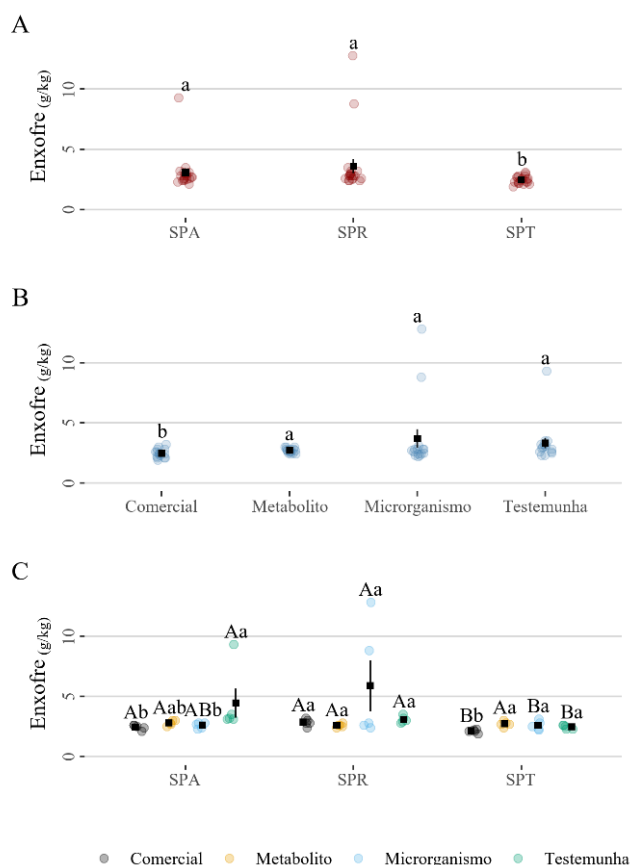 A
Enxofre (g/kg)
10
5
0
a
a
b
SPA
SPR
SPT
B
Enxofre (g/kg)
10
5
0
b
a
a
a
Comercial
Metabolito
Microrganismo
Testemunha
C
Enxofre (g/kg)
10
5
0
Ab
Aab
ABb
Aa
Aa
Aa
Aa
Aa
Bb
Aa
Ba
Ba
SPA
SPR
SPT
Comercial Metabolito Microrganismo Testemunha